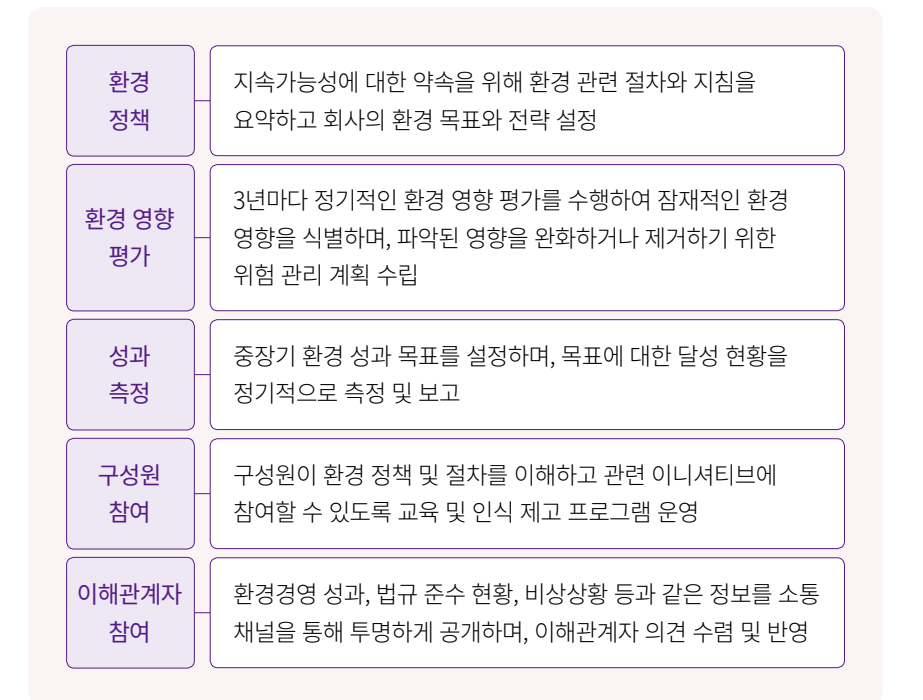 환경
정책
지속가능성에 대한 약속을 위해 환경 관련 절차와 지침을
요약하고 회사의 환경 목표와 전략 설정
환경 영향
평가
3년마다 정기적인 환경 영향 평가를 수행하여 잠재적인 환경
영향을 식별하며, 파악된 영향을 완화하거나 제거하기 위한
위험 관리 계획 수립
성과
측정
중장기 환경 성과 목표를 설정하며, 목표에 대한 달성 현황을
정기적으로 측정 및 보고
구성원
참여
구성원이 환경 정책 및 절차를 이해하고 관련 이니셔티브에
참여할 수 있도록 교육 및 인식 제고 프로그램 운영
이해관계자
참여
환경경영 성과, 법규 준수 현황, 비상상황 등과 같은 정보를 소통
채널을 통해 투명하게 공개하며, 이해관계자 의견 수렴 및 반영